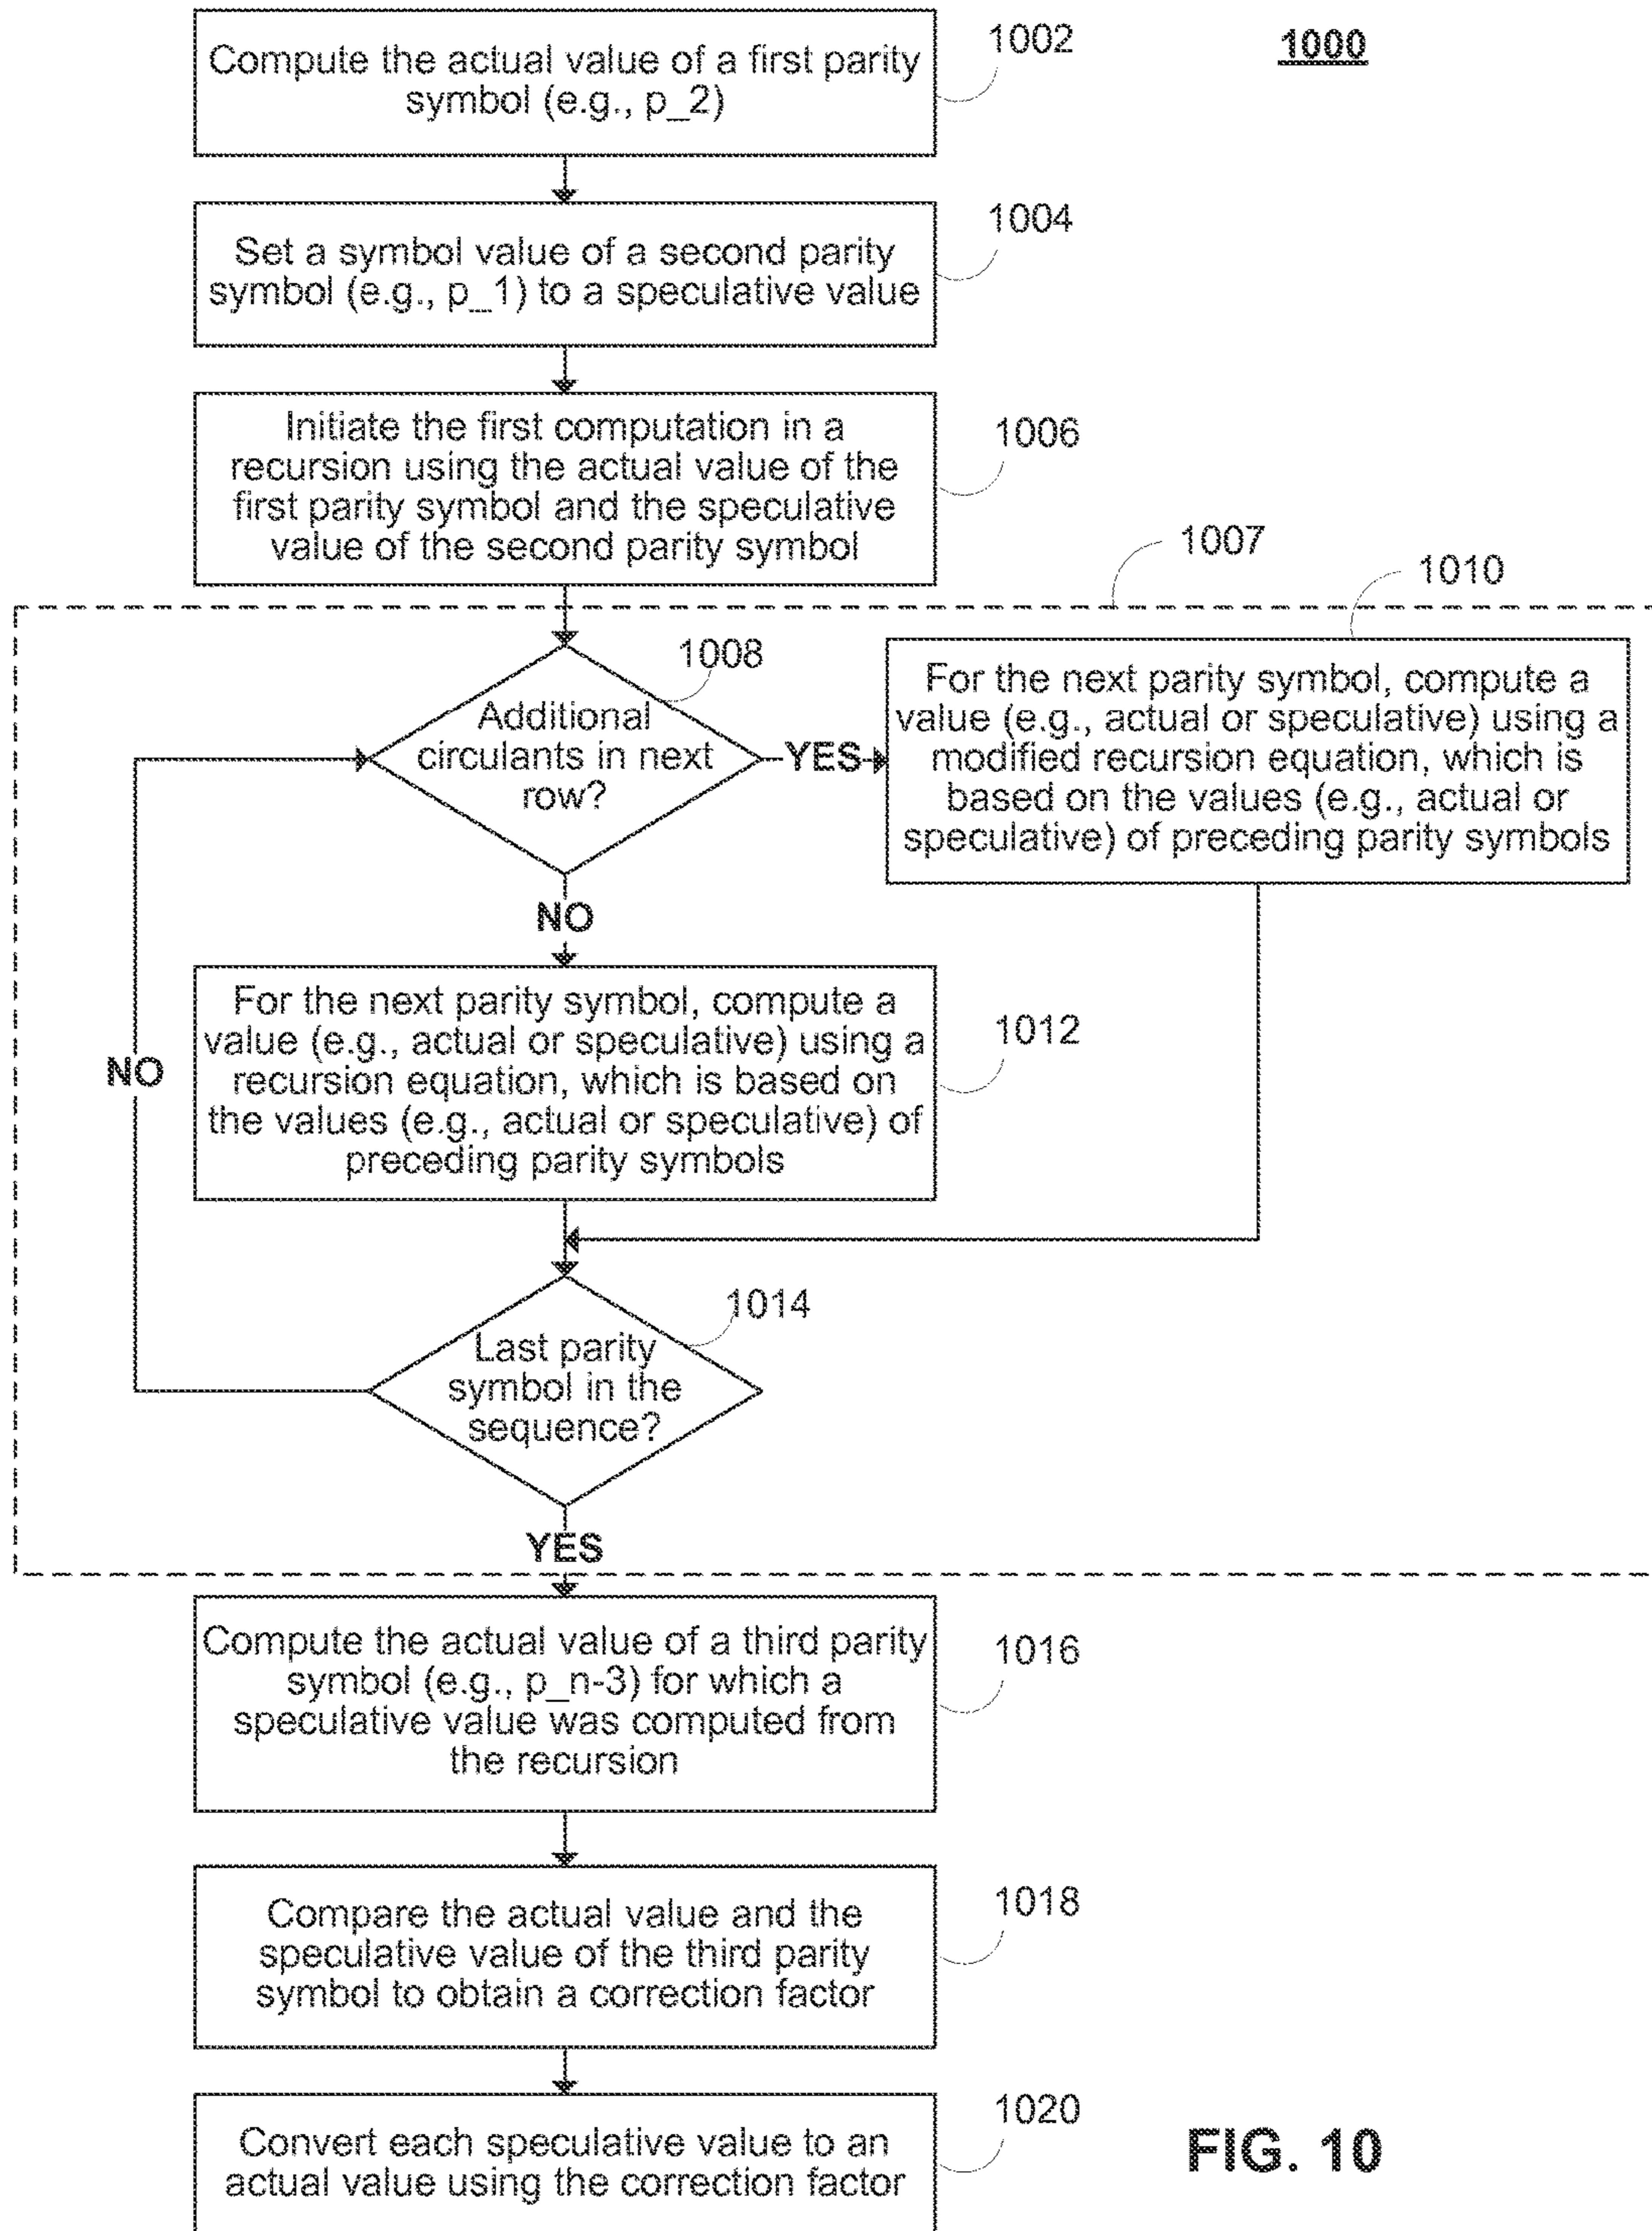 1000
Compute the actual value of a first parity
symbol (e.g., p_2)
1002
Set a symbol value of a second parity
symbol (e.g., p_1) to a speculative value
1004
Initiate the first computation in a
recursion using the actual value of the
first parity symbol and the speculative
value of the second parity symbol
1006
1007
1008
Additional
circulants in next
row?
YES
1010
For the next parity symbol, compute a
value (e.g., actual or speculative) using a
modified recursion equation, which is
based on the values (e.g., actual or
speculative) of preceding parity symbols
NO
For the next parity symbol, compute a
value (e.g., actual or speculative) using a
recursion equation, which is based on
the values (e.g., actual or speculative) of
preceding parity symbols
1012
NO
1014
Last parity
symbol in the
sequence?
YES
Compute the actual value of a third parity
symbol (e.g., p_n-3) for which a
speculative value was computed from
the recursion
1016
Compare the actual value and the
speculative value of the third parity
symbol to obtain a correction factor
1018
Convert each speculative value to an
actual value using the correction factor
1020
FIG. 10